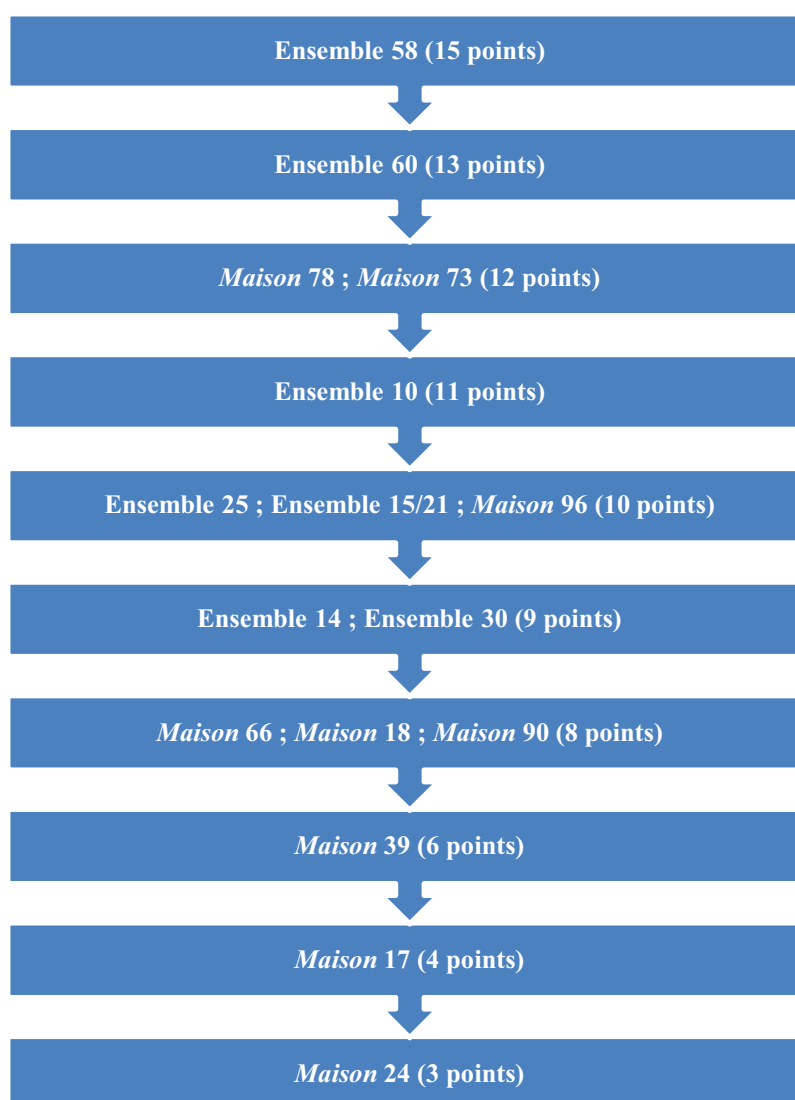 Ensemble 58 (15 points)
Ensemble 60 (13 points)
Maison 78 ; Maison 73 (12 points)
Ensemble 10 (11 points)
Ensemble 25 ; Ensemble 15/21 ; Maison 96 (10 points)
Ensemble 14 ; Ensemble 30 (9 points)
Maison 66 ; Maison 18 ; Maison 90 (8 points)
Maison 39 (6 points)
Maison 17 (4 points)
Maison 24 (3 points)